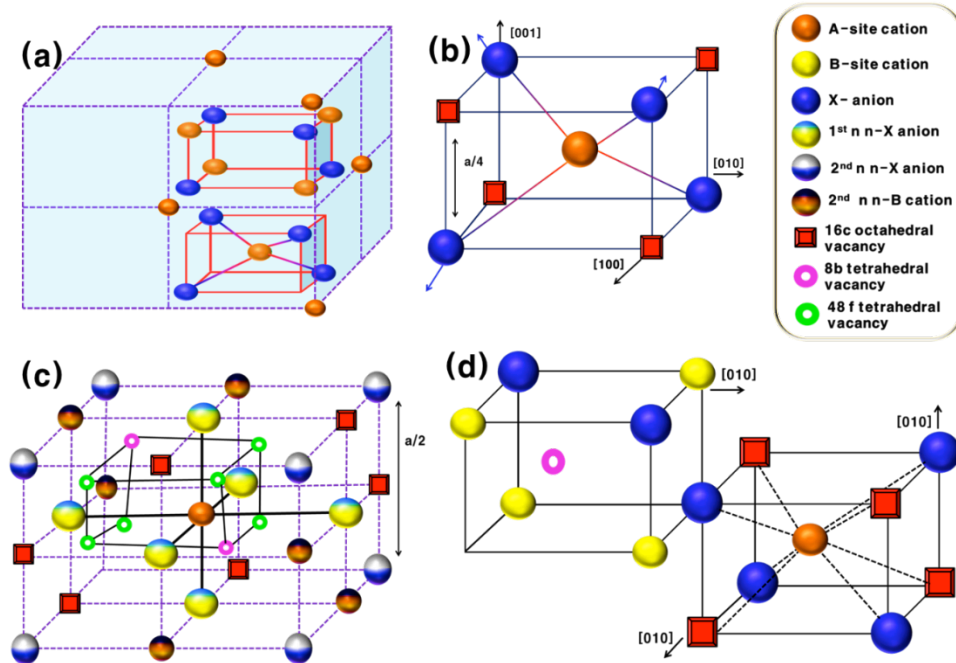 (a)
(b)
[001]
a/4
[010]
[100]
A-site cation
B-site cation
X- anion
1st n n-X anion
2nd n n-X anion
2nd n n-B cation
16c octahedral
vacancy
8b tetrahedral
vacancy
48 f tetrahedral
vacancy
(c)
a/2
(d)
[010]
[010]
[010]